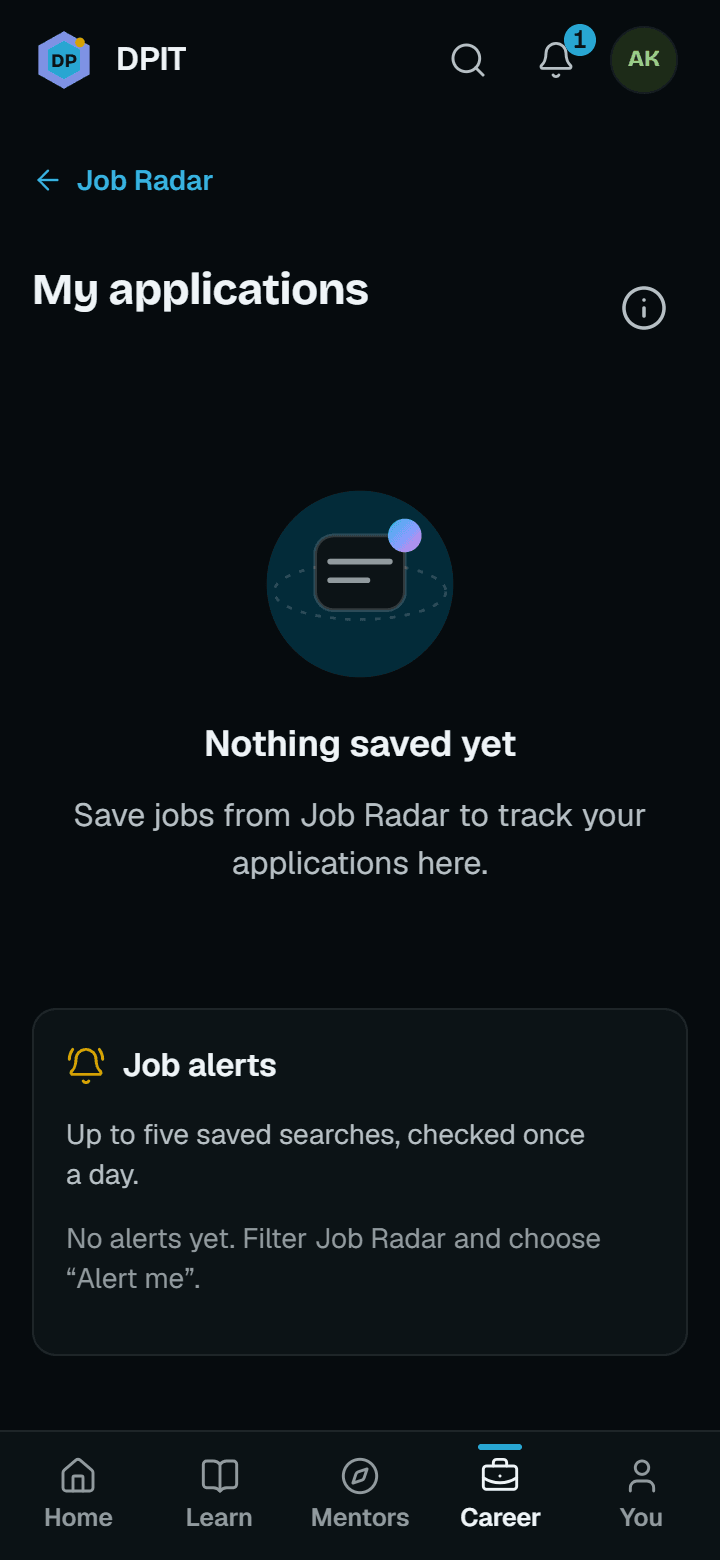 DP
DPIT
1
AK
Job Radar
My applications
Nothing saved yet
Save jobs from Job Radar to track your
applications here.
Job alerts
Up to five saved searches, checked once
a day.
No alerts yet. Filter Job Radar and choose
“Alert me”.
Home
Learn
Mentors
Career
You